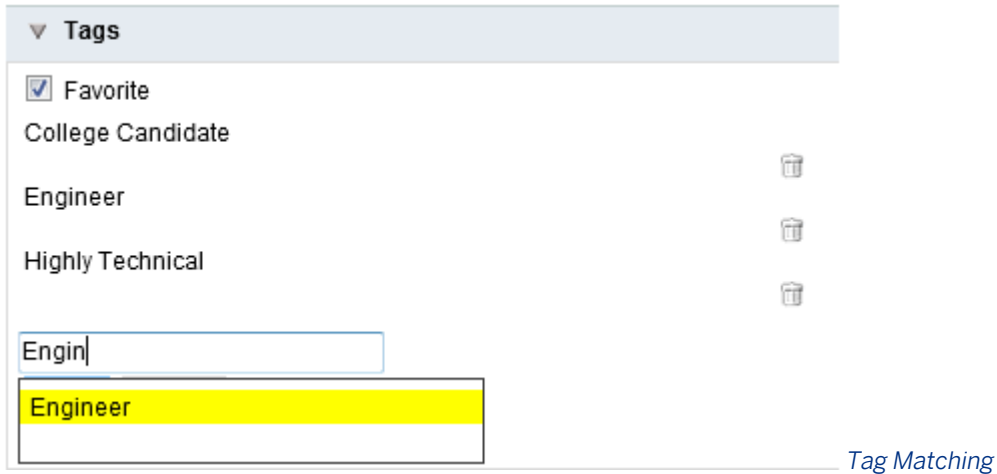 Tags
Favorite
College Candidate
Engineer
Highly Technical
Engin
Engineer
Tag Matching